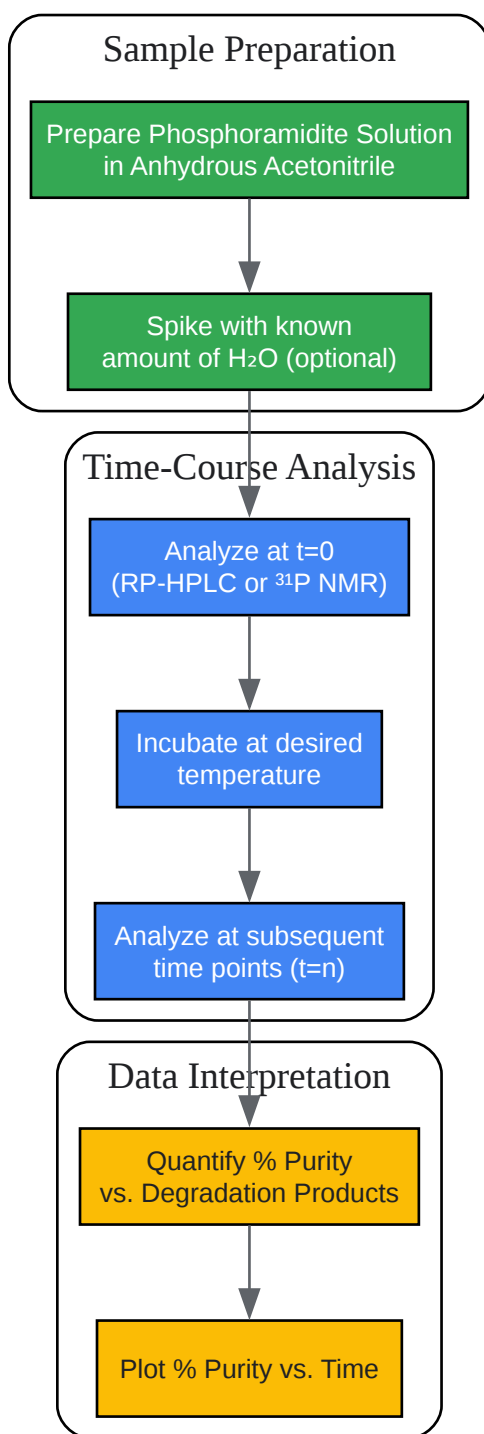 Sample Preparation
Prepare Phosphoramidite Solution
in Anhydrous Acetonitrile
Spike with known
amount of H₂O (optional)
Time-Course Analysis
Analyze at t=0
(RP-HPLC or ³¹P NMR)
Incubate at desired
temperature
Analyze at subsequent
time points (t=n)
Data Interpretation
Quantify % Purity
vs. Degradation Products
Plot % Purity vs. Time